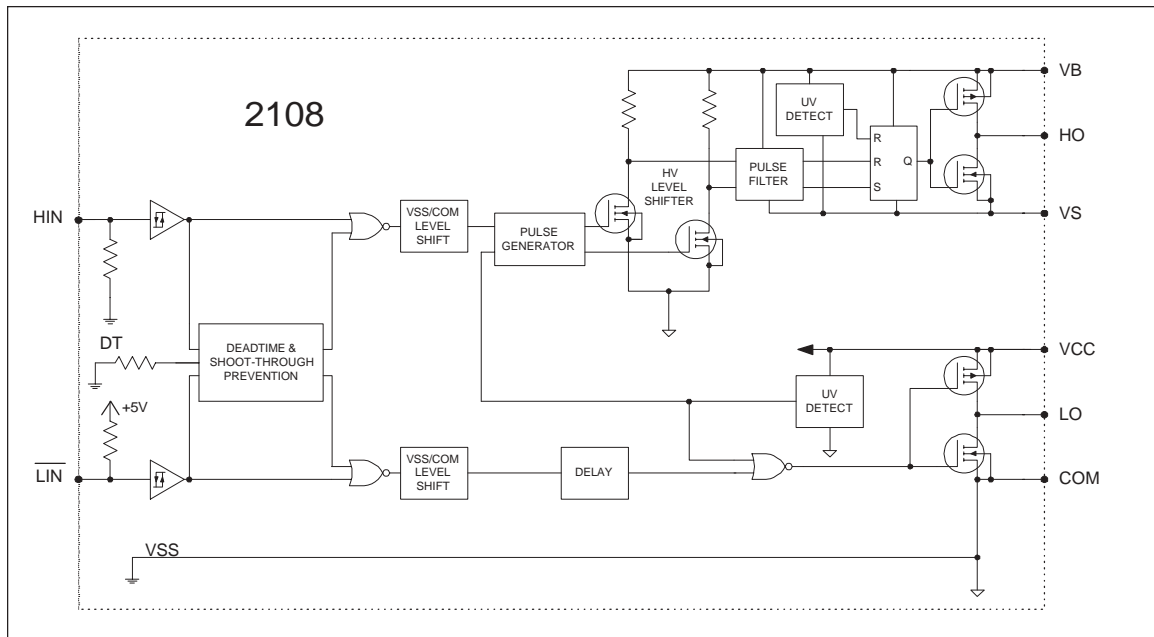 2108
VB
UV
DETECT
HO
R
R
Q
S
PULSE
FILTER
HV
LEVEL
SHIFTER
HIN
VSS/COM
LEVEL
SHIFT
PULSE
GENERATOR
VS
DT
DEADTIME &
SHOOT-THROUGH
PREVENTION
VCC
UV
DETECT
+5V
LO
LIN
VSS/COM
LEVEL
SHIFT
DELAY
COM
VSS